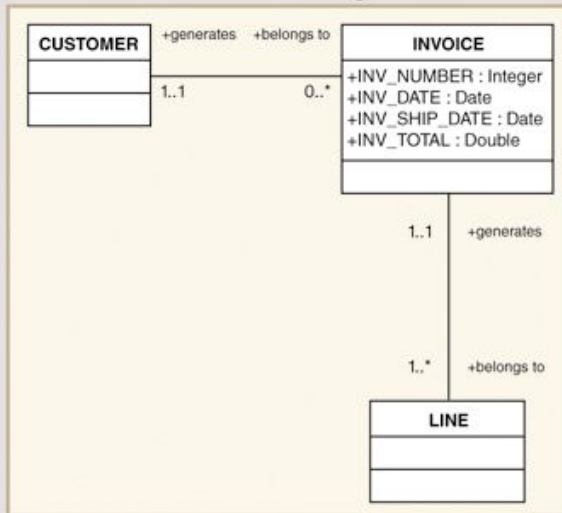 CUSTOMER
+generates +belongs to
INVOICE
+INV_NUMBER : Integer
+INV_DATE : Date
+INV_SHIP_DATE : Date
+INV_TOTAL : Double
1..1 0..*
1..1 +generates
1..* +belongs to
LINE